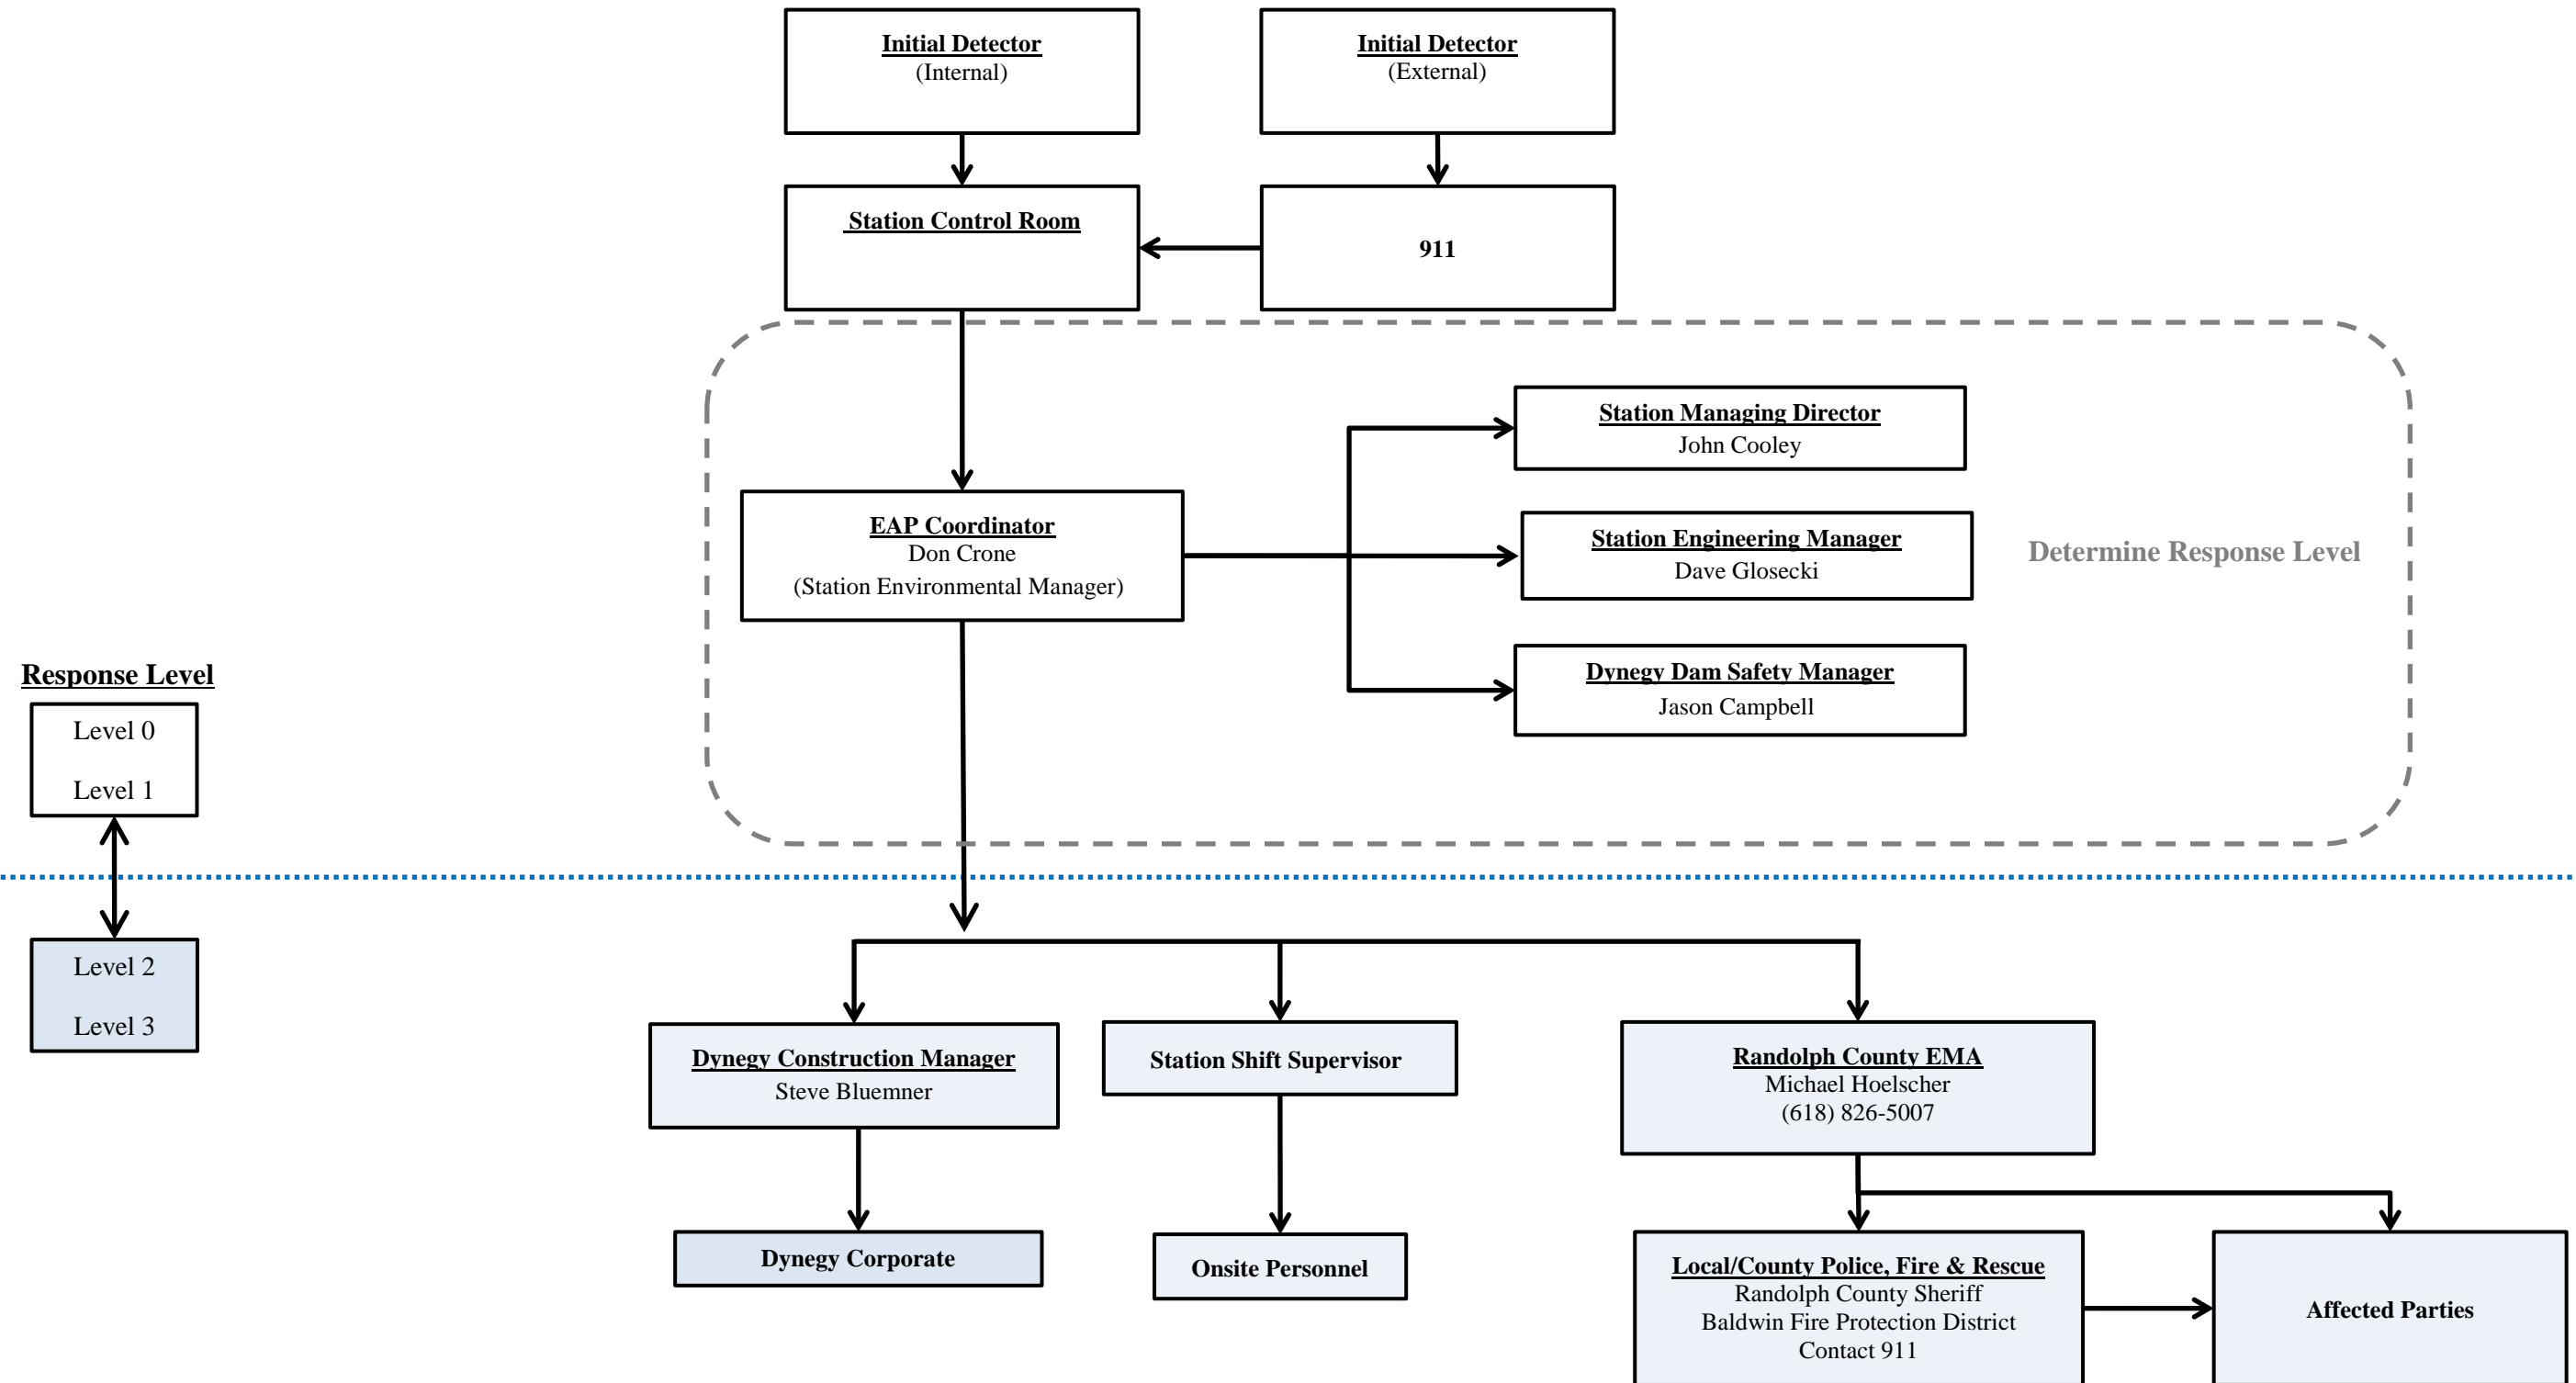 Initial Detector
(Internal)
Initial Detector
(External)
Station Control Room
911
Station Managing Director
John Cooley
EAP Coordinator
Don Crone
(Station Environmental Manager)
Station Engineering Manager
Dave Glosecki
Determine Response Level
Dynegy Dam Safety Manager
Jason Campbell
Response Level
Level 0
Level 1
Level 2
Level 3
Dynegy Construction Manager
Steve Bluemner
Station Shift Supervisor
Randolph County EMA
Michael Hoelscher
(618) 826-5007
Dynegy Corporate
Onsite Personnel
Local/County Police, Fire & Rescue
Randolph County Sheriff
Baldwin Fire Protection District
Contact 911
Affected Parties